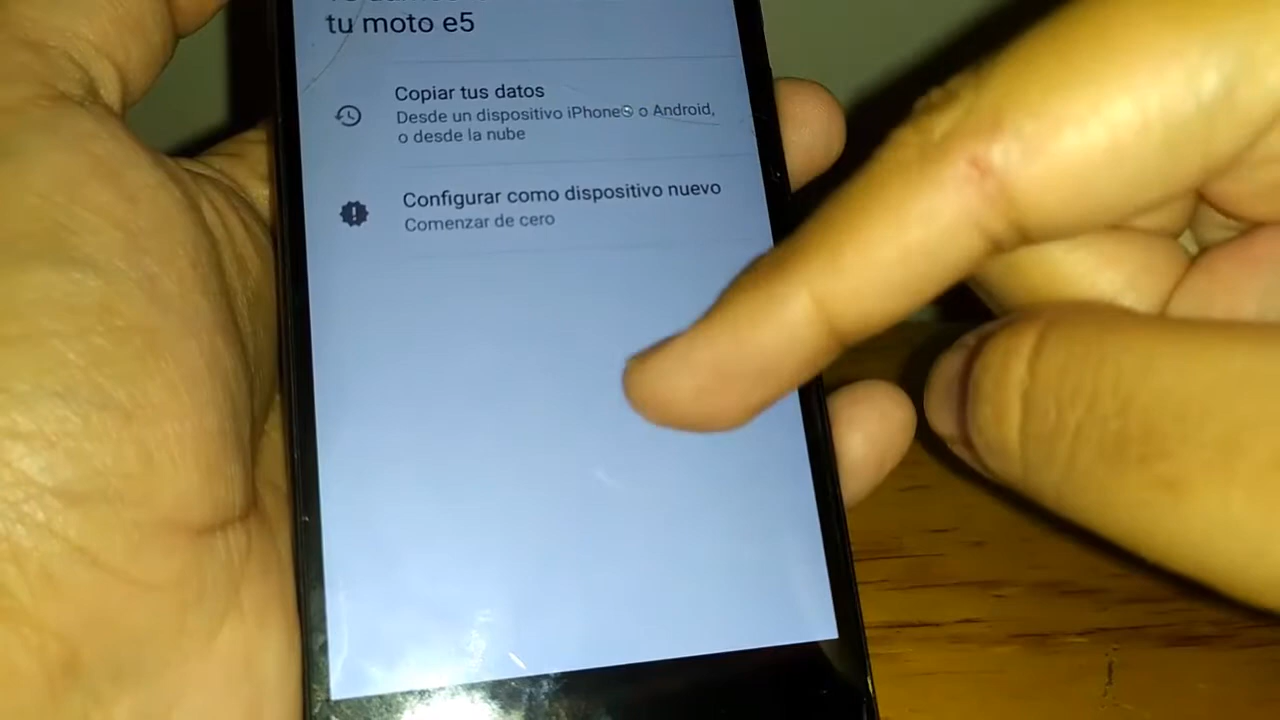 tu moto e5
Copiar tus datos
Desde un dispositivo iPhone® o Android,
o desde la nube
Configurar como dispositivo nuevo
Comenzar de cero